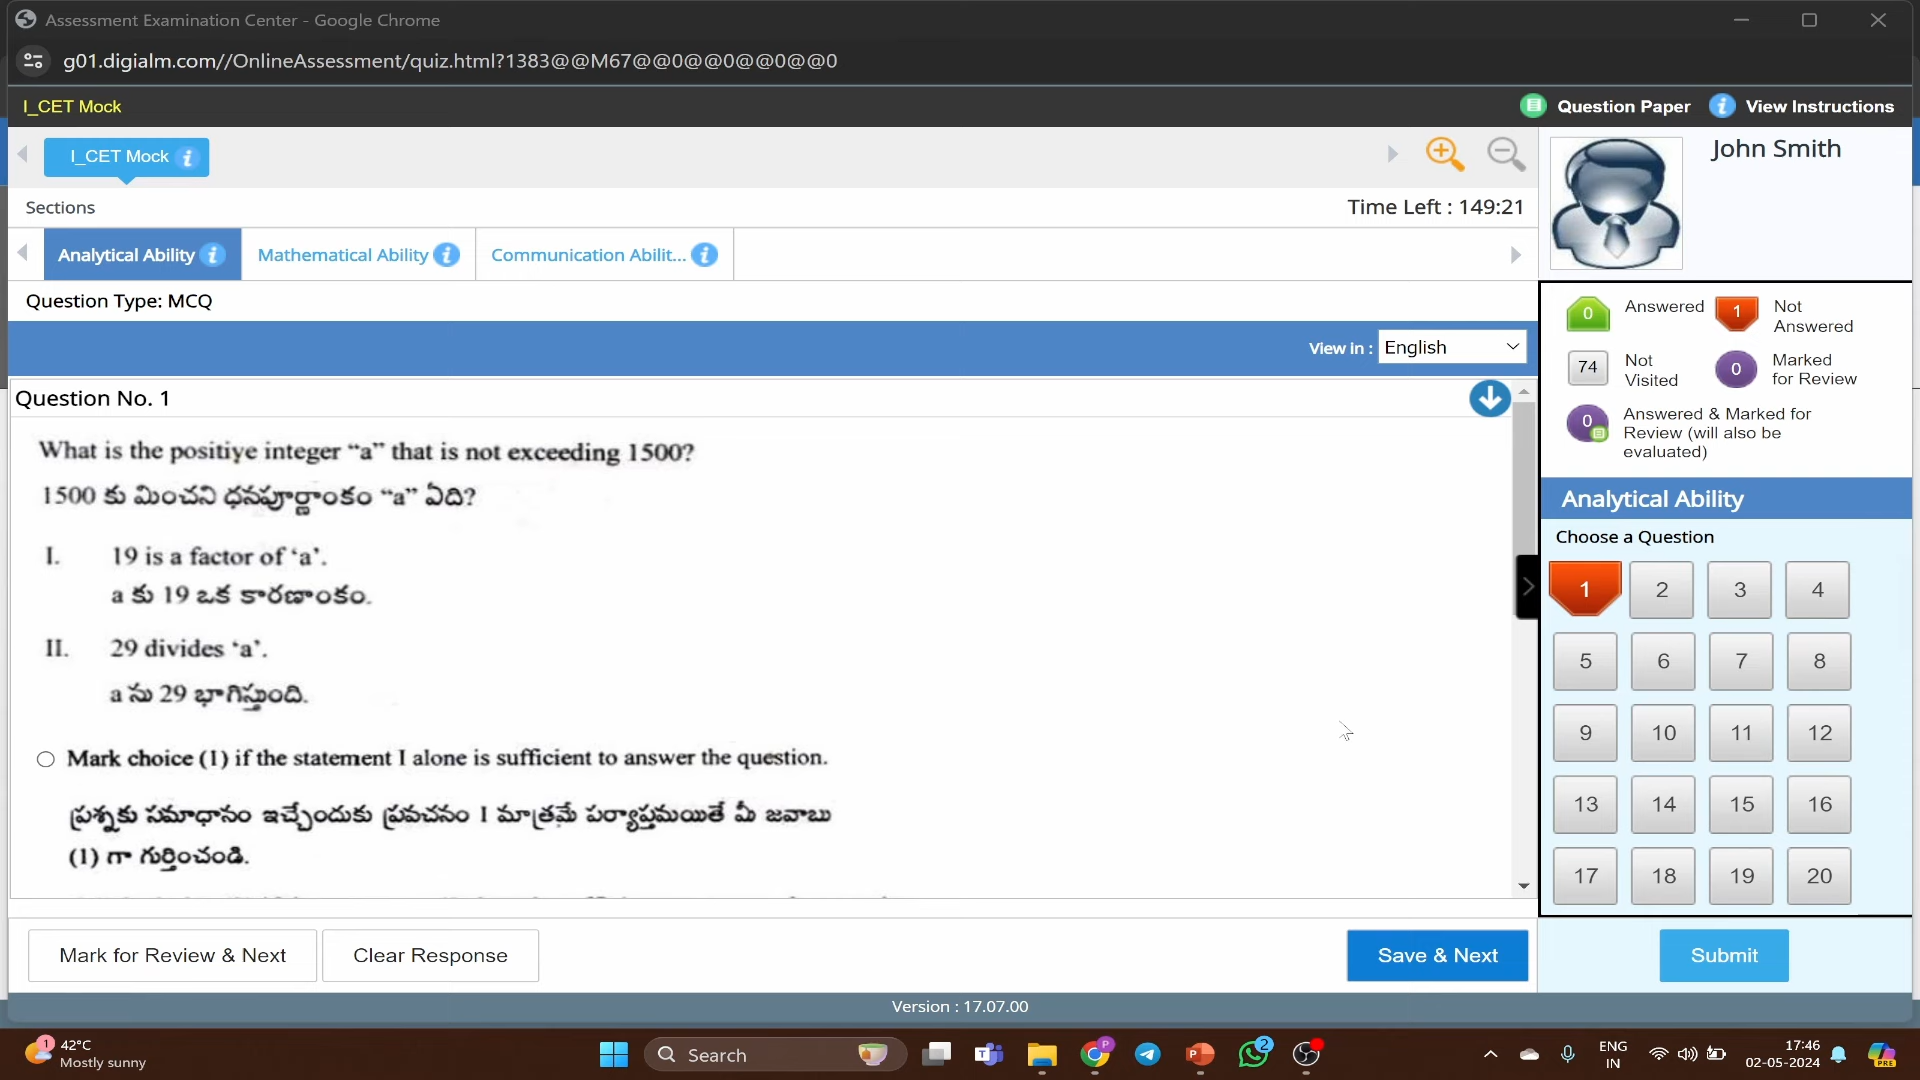 Assessment Examination Center - Google Chrome
g01.digialm.com//OnlineAssessment/quiz.html?1383@@M67@@0@@0@@0@@0
I_CET Mock
Question Paper
View Instructions
I_CET Mock
John Smith
Sections
Time Left : 149:21
Analytical Ability
Mathematical Ability
Communication Abilit...
Question Type: MCQ
View in :
English
Question No. 1
What is the positive integer “a” that is not exceeding 1500?
1500 కు మించని ధనపూర్ణాంకం “a” ఏది?
I. 19 is a factor of ‘a’.
a కు 19 ఒక కారణాంకం.
II. 29 divides ‘a’.
a ను 29 భాగిస్తుంది.
Mark choice (1) if the statement I alone is sufficient to answer the question.
ప్రశ్నకు సమాధానం ఇచ్చేందుకు ప్రవచనం I మాత్రమే పర్యాప్తమయితే మీ జవాబు
(1) గా గుర్తించండి.
0 Answered
1 Not Answered
74 Not Visited
0 Marked for Review
0 Answered & Marked for
Review (will also be
evaluated)
Analytical Ability
Choose a Question
1 2 3 4
5 6 7 8
9 10 11 12
13 14 15 16
17 18 19 20
Mark for Review & Next
Clear Response
Save & Next
Submit
Version : 17.07.00
1
42°C
Mostly sunny
Search
P
2
ENG
IN
17:46
02-05-2024
PRE